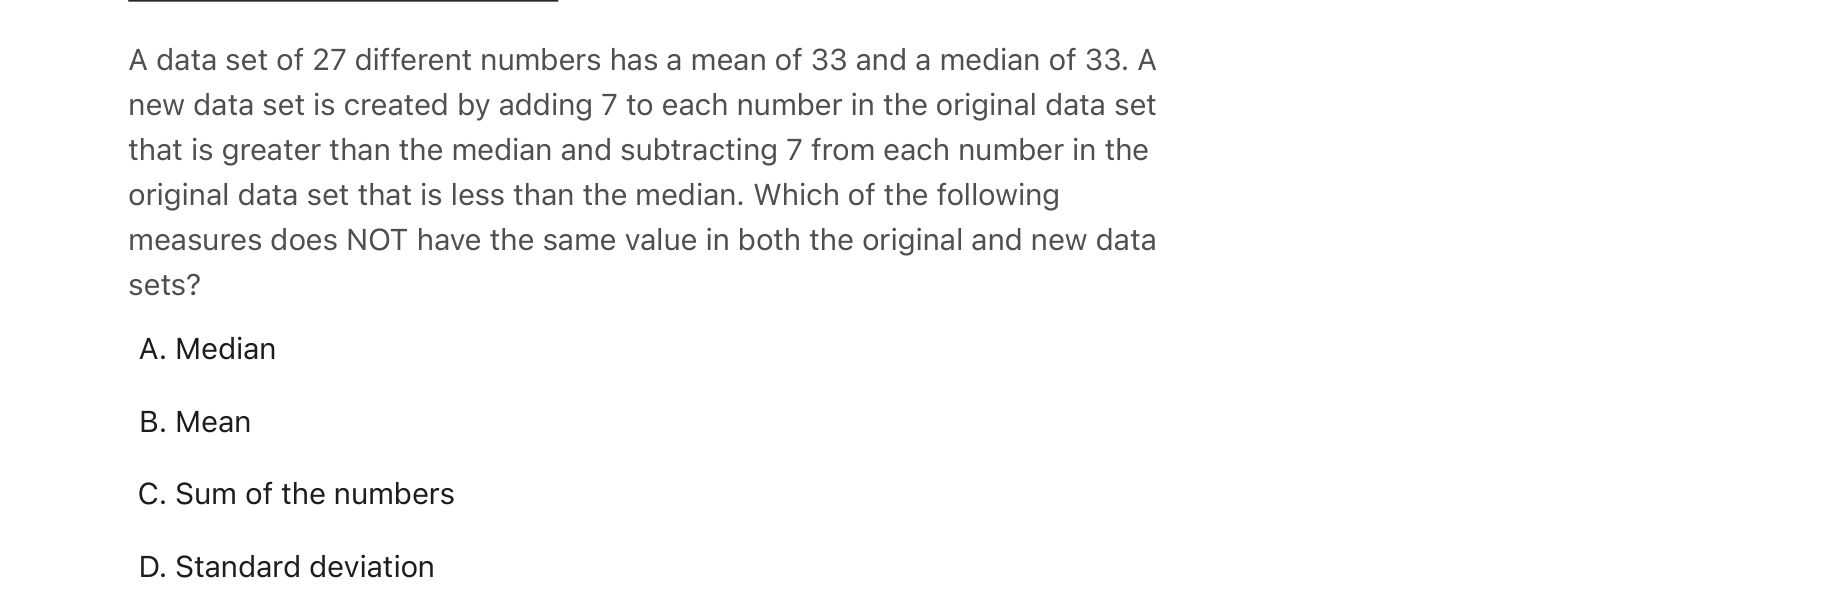 A data set of 27 different numbers has a mean of 33 and a median of 33. A
new data set is created by adding 7 to each number in the original data set
that is greater than the median and subtracting 7 from each number in the
original data set that is less than the median. Which of the following
measures does NOT have the same value in both the original and new data
sets?
A. Median
B. Mean
C. Sum of the numbers
D. Standard deviation